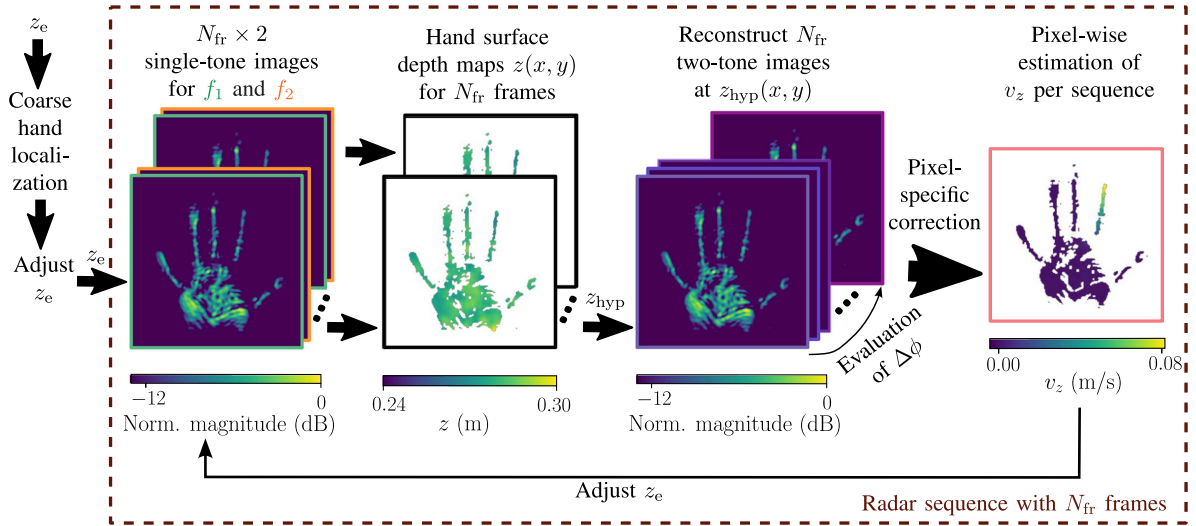 z_e
Coarse
hand
locali-
zation
Adjust
z_e
z_e
N_fr × 2
single-tone images
for f_1 and f_2
−12
0
Norm. magnitude (dB)
Hand surface
depth maps z(x, y)
for N_fr frames
0.24
0.30
z (m)
z_hyp
Reconstruct N_fr
two-tone images
at z_hyp(x, y)
−12
0
Norm. magnitude (dB)
Evaluation
of Δϕ
Pixel-
specific
correction
Pixel-wise
estimation of
v_z per sequence
0.00
0.08
v_z (m/s)
Adjust z_e
Radar sequence with N_fr frames